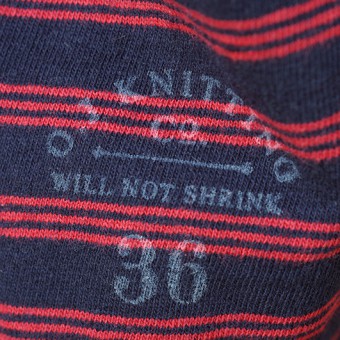 KNITTING
Co.
WILL NOT SHRINK
36